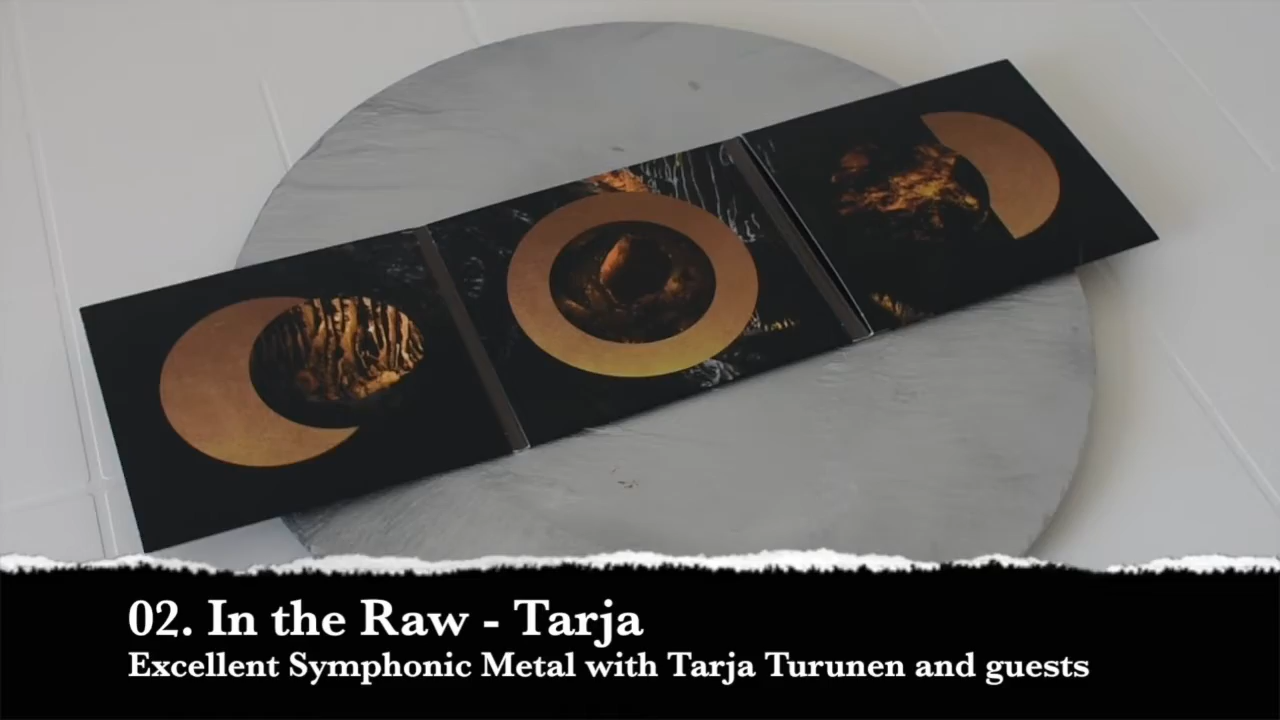 02. In the Raw - Tarja
Excellent Symphonic Metal with Tarja Turunen and guests